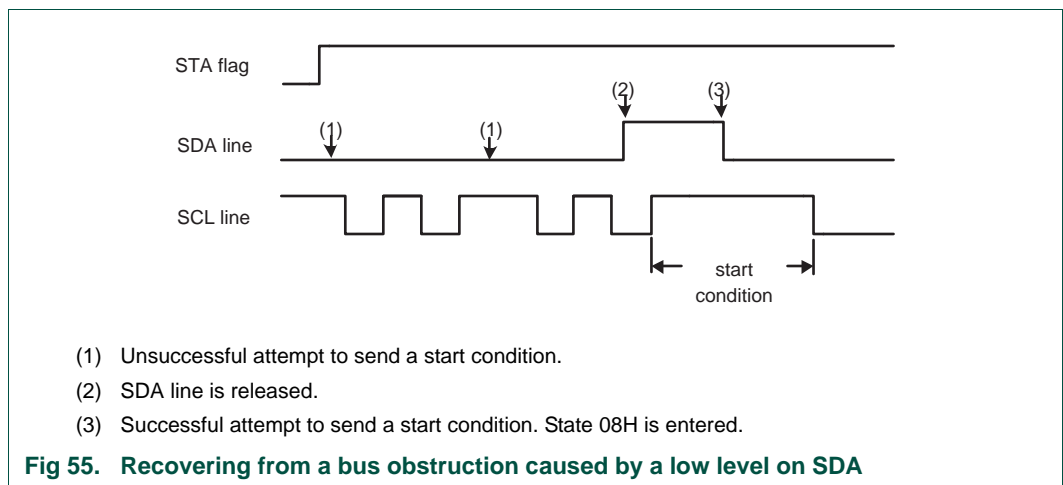 STA flag
(2) (3)
(1) (1)
SDA line
SCL line
start
condition
(1) Unsuccessful attempt to send a start condition.
(2) SDA line is released.
(3) Successful attempt to send a start condition. State 08H is entered.
Fig 55. Recovering from a bus obstruction caused by a low level on SDA